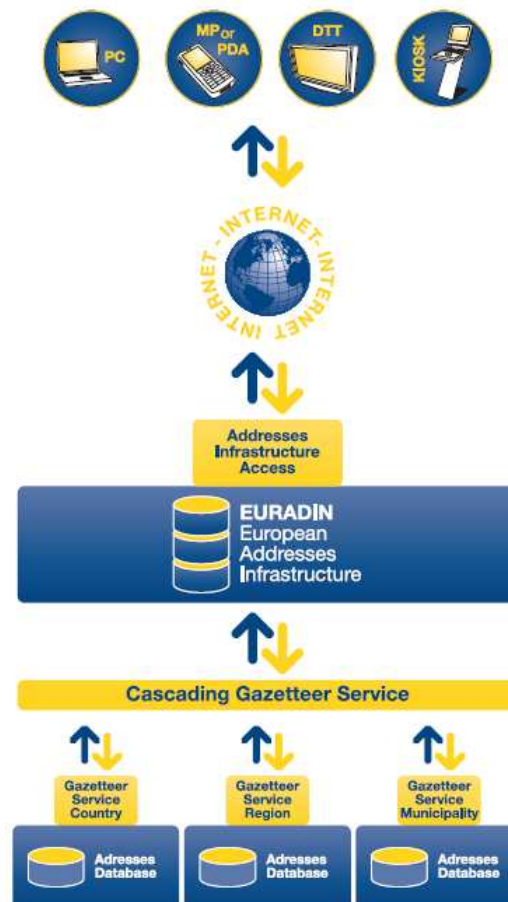 PC
MP or
PDA
DTT
KIOSK
INTERNET - INTERNET - INTERNET INTERNET
Addresses
Infrastructure
Access
EURADIN
European
Addresses
Infrastructure
Cascading Gazetteer Service
Gazetteer
Service
Country
Gazetteer
Service
Region
Gazetteer
Service
Municipality
Adresses
Database
Adresses
Database
Adresses
Database